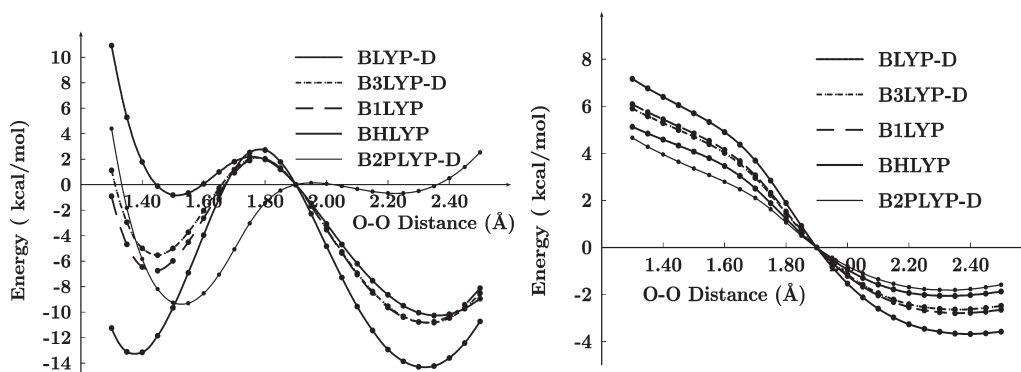 10
8
6
4
2
0
-2
-4
-6
-8
-10
-12
-14
Energy ( kcal/mol)
BLYP-D
B3LYP-D
B1LYP
BHLYP
B2PLYP-D
1.40 1.60 1.80 2.00 2.20 2.40
O-O Distance (Å)
8
6
4
2
0
-2
-4
Energy ( kcal/mol)
BLYP-D
B3LYP-D
B1LYP
BHLYP
B2PLYP-D
1.40 1.60 1.80 2.00 2.20 2.40
O-O Distance (Å)